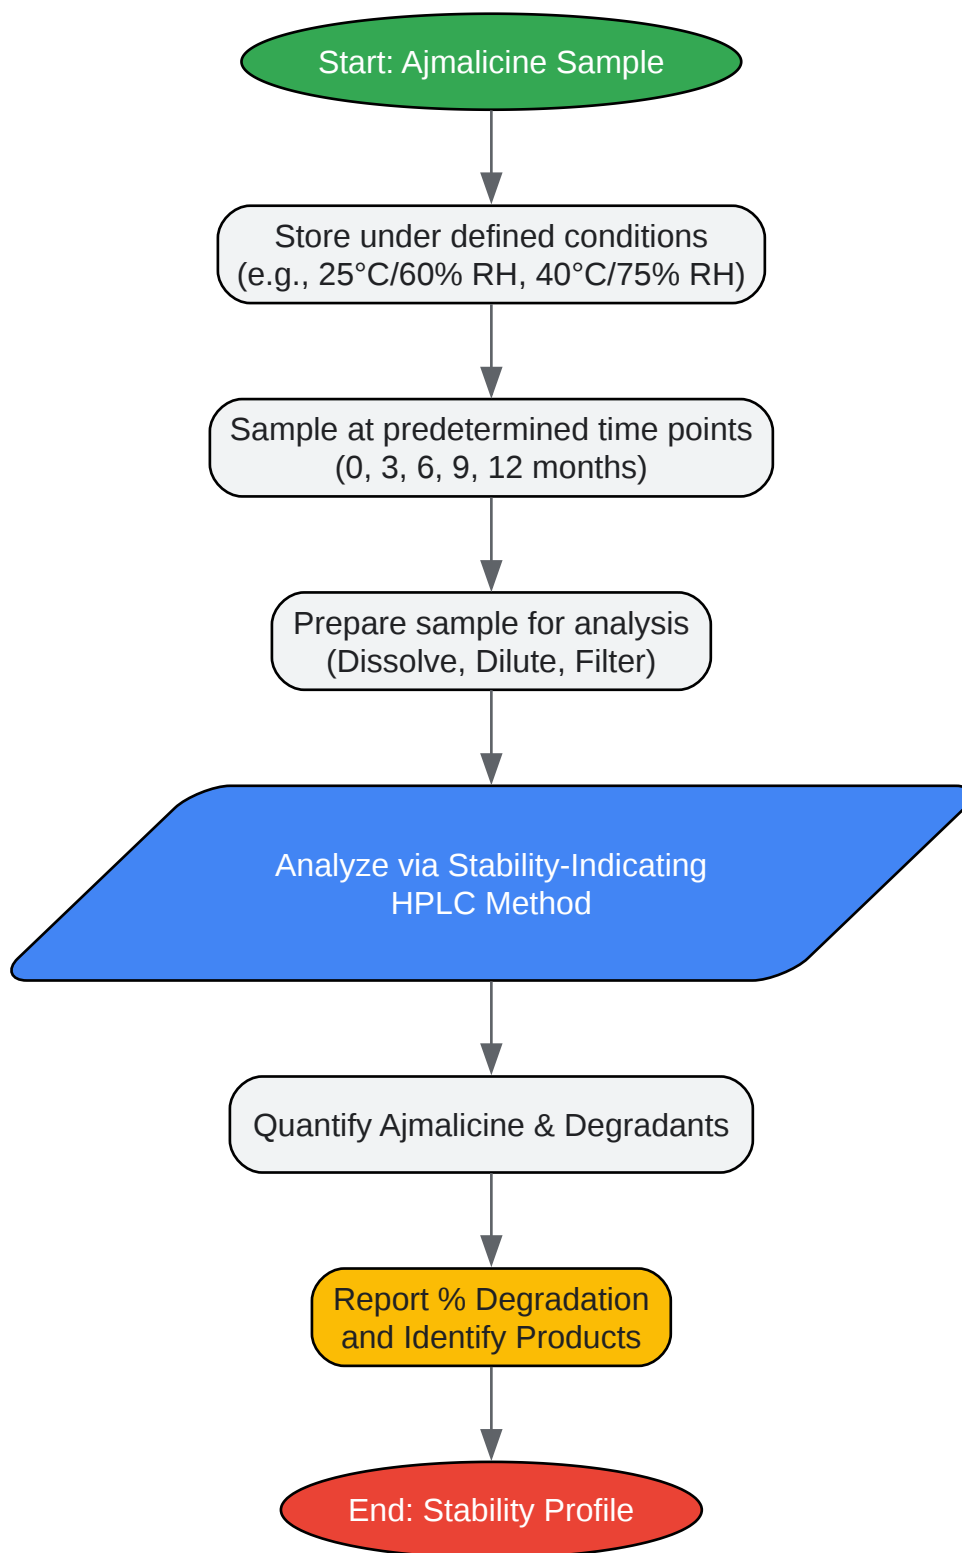 Start: Ajmalicine Sample
Store under defined conditions
(e.g., 25°C/60% RH, 40°C/75% RH)
Sample at predetermined time points
(0, 3, 6, 9, 12 months)
Prepare sample for analysis
(Dissolve, Dilute, Filter)
Analyze via Stability-Indicating
HPLC Method
Quantify Ajmalicine & Degradants
Report % Degradation
and Identify Products
End: Stability Profile